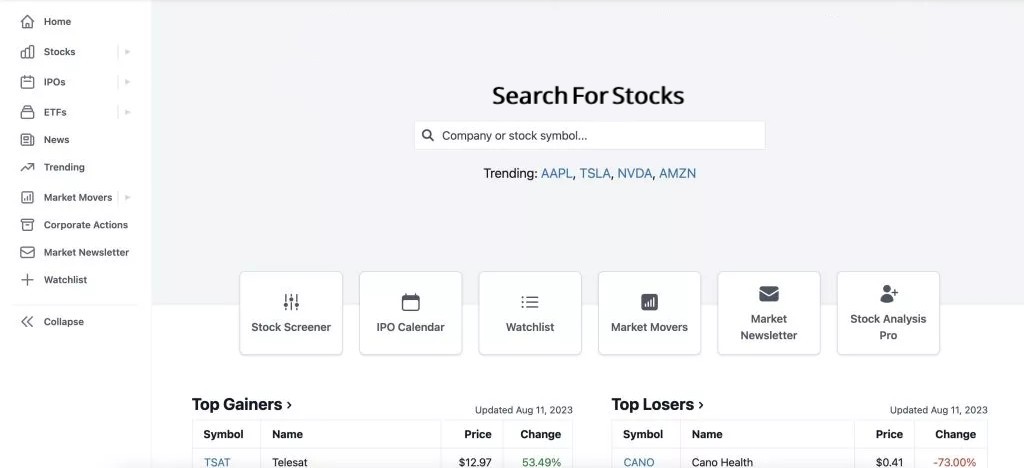 Home
Stocks
IPOs
ETFs
News
Trending
Market Movers
Corporate Actions
Market Newsletter
Watchlist
Collapse
Search For Stocks
Company or stock symbol...
Trending: AAPL, TSLA, NVDA, AMZN
Stock Screener
IPO Calendar
Watchlist
Market Movers
Market
Newsletter
Stock Analysis
Pro
Top Gainers ›
Updated Aug 11, 2023
Symbol Name Price Change
TSAT Telesat $12.97 53.49%
Top Losers ›
Updated Aug 11, 2023
Symbol Name Price Change
CANO Cano Health $0.41 -73.00%